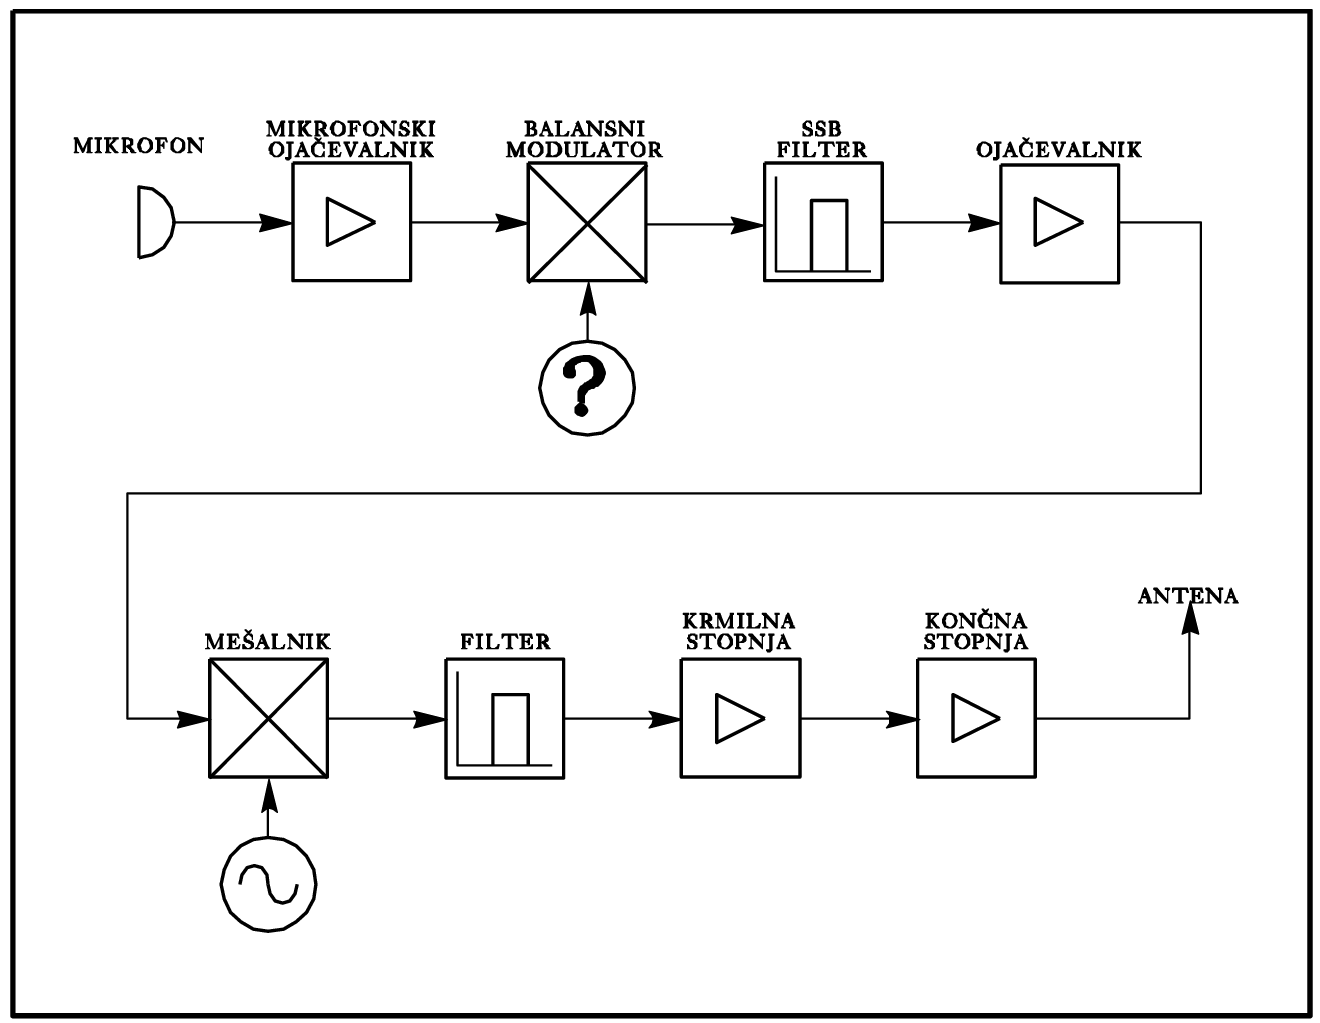 MIKROFON
MIKROFONSKI
OJAČEVALNIK
BALANSNI
MODULATOR
SSB
FILTER
OJAČEVALNIK
?
MEŠALNIK
FILTER
KRMILNA
STOPNJA
KONČNA
STOPNJA
ANTENA